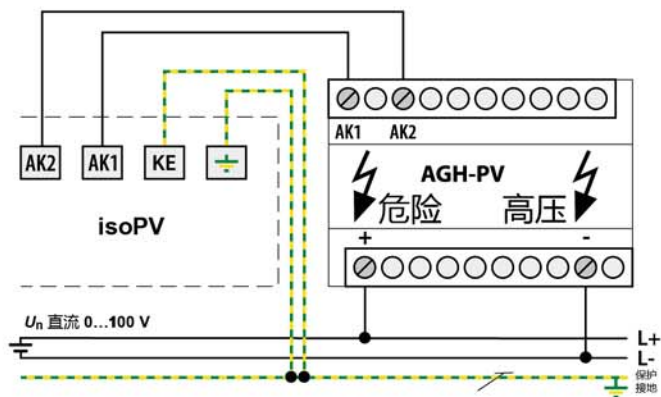 AK1 AK2
AK2 AK1 KE
AGH-PV
isoPV
危险 高压
+ -
Un 直流 0...100 V
L+
L-
保护
接地